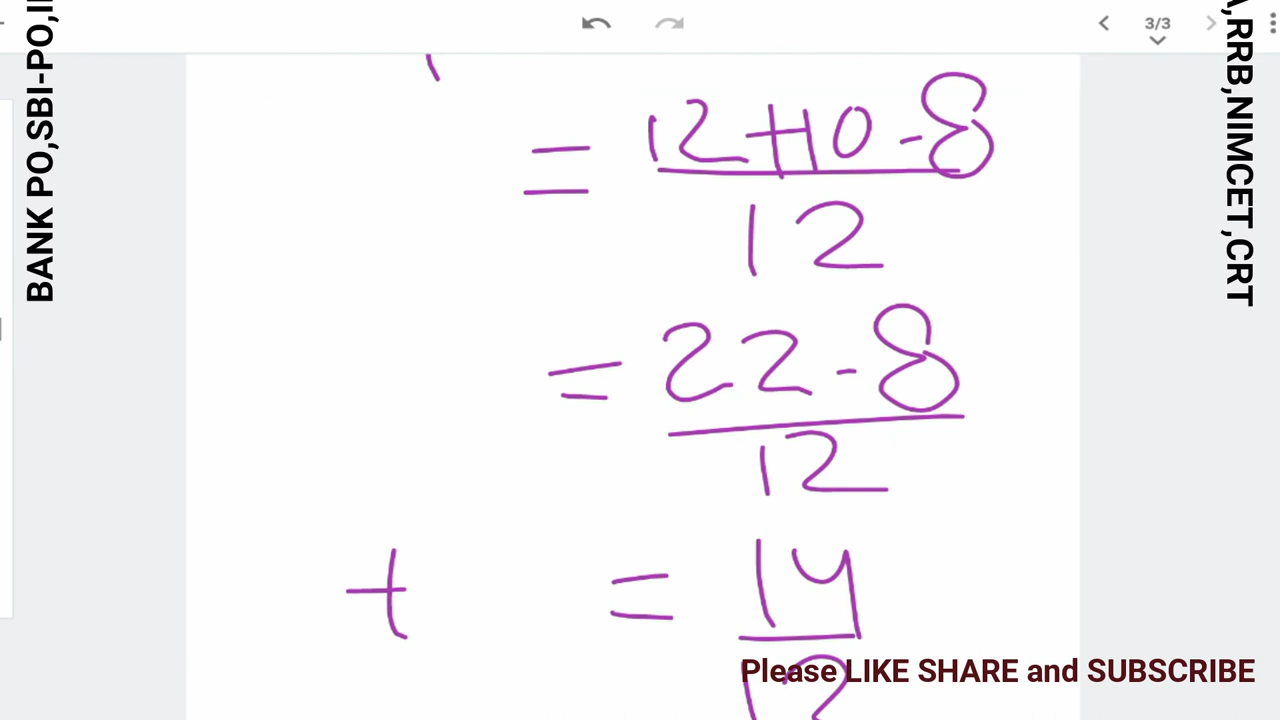 3/3
BANK PO,SBI-PO,I
A,RRB,NIMCET,CRT
= 12+10-8
12
= 22-8
12
t = 14
12
Please LIKE SHARE and SUBSCRIBE